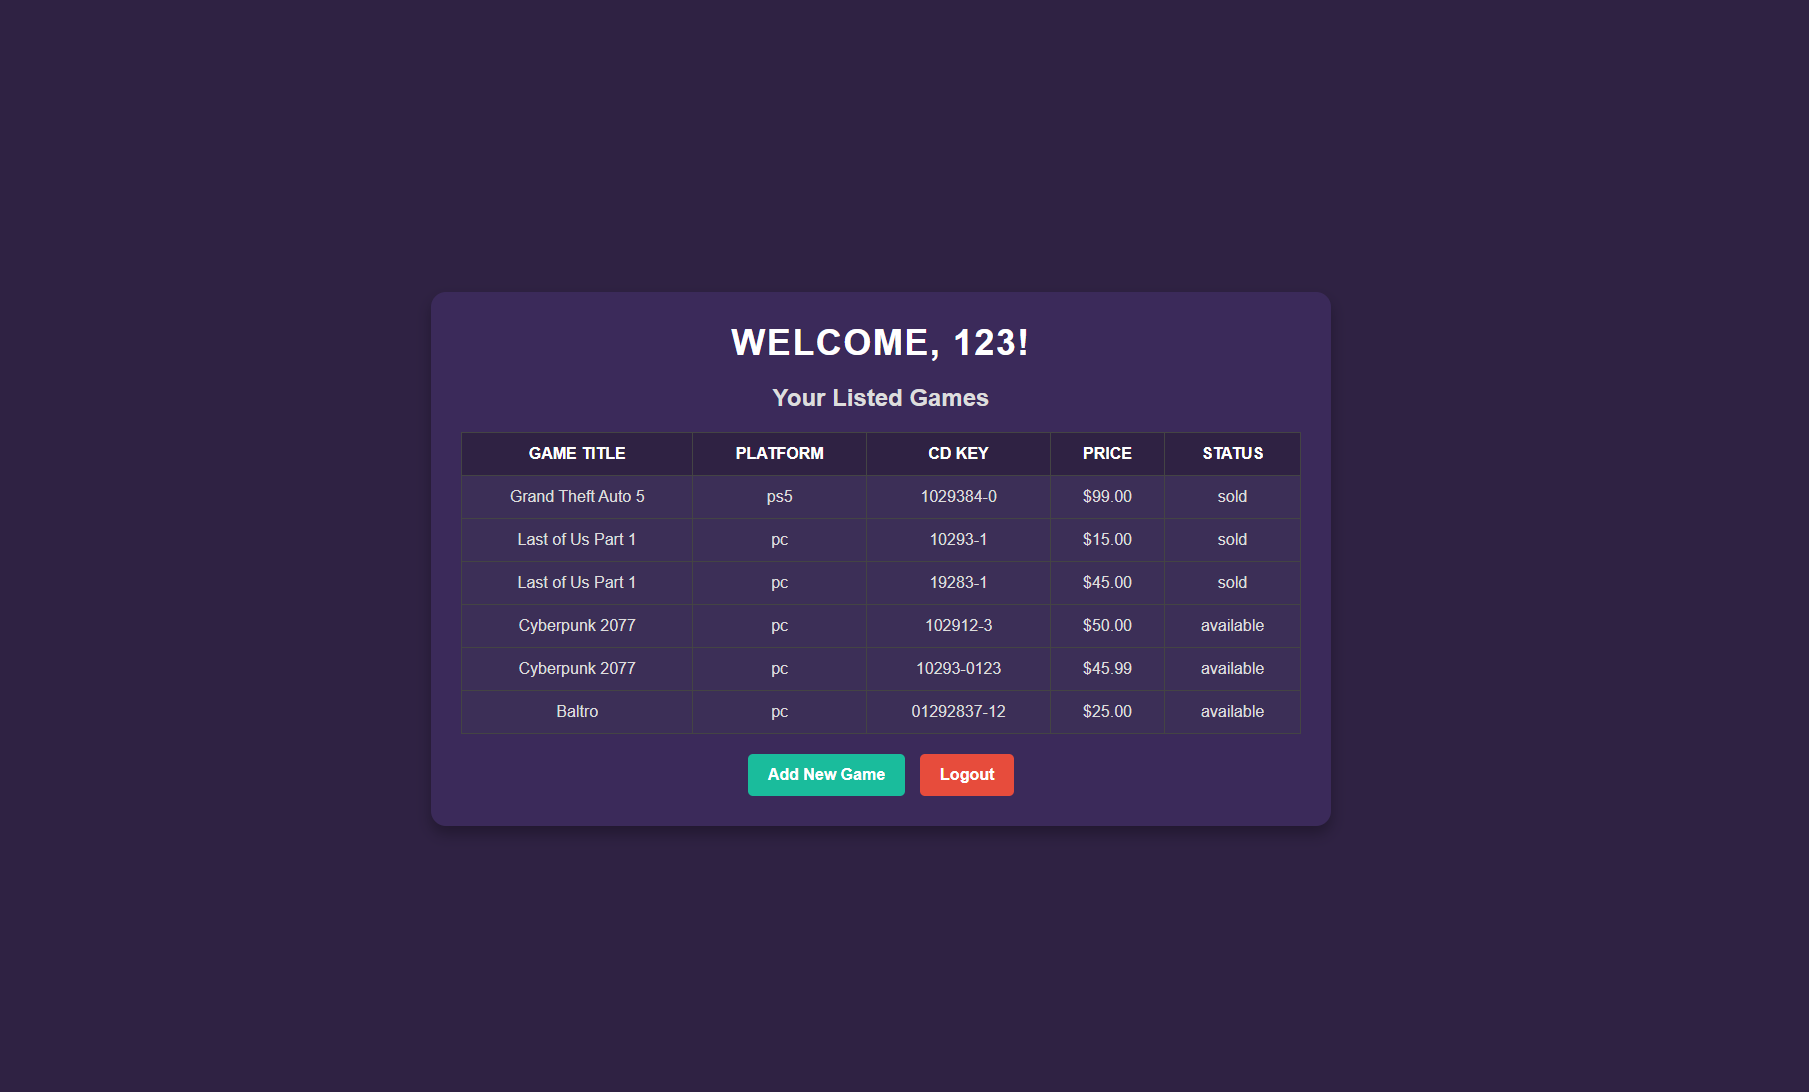 WELCOME, 123!
Your Listed Games
GAME TITLE PLATFORM CD KEY PRICE STATUS
Grand Theft Auto 5 ps5 1029384-0 $99.00 sold
Last of Us Part 1 pc 10293-1 $15.00 sold
Last of Us Part 1 pc 19283-1 $45.00 sold
Cyberpunk 2077 pc 102912-3 $50.00 available
Cyberpunk 2077 pc 10293-0123 $45.99 available
Baltro pc 01292837-12 $25.00 available
Add New Game Logout